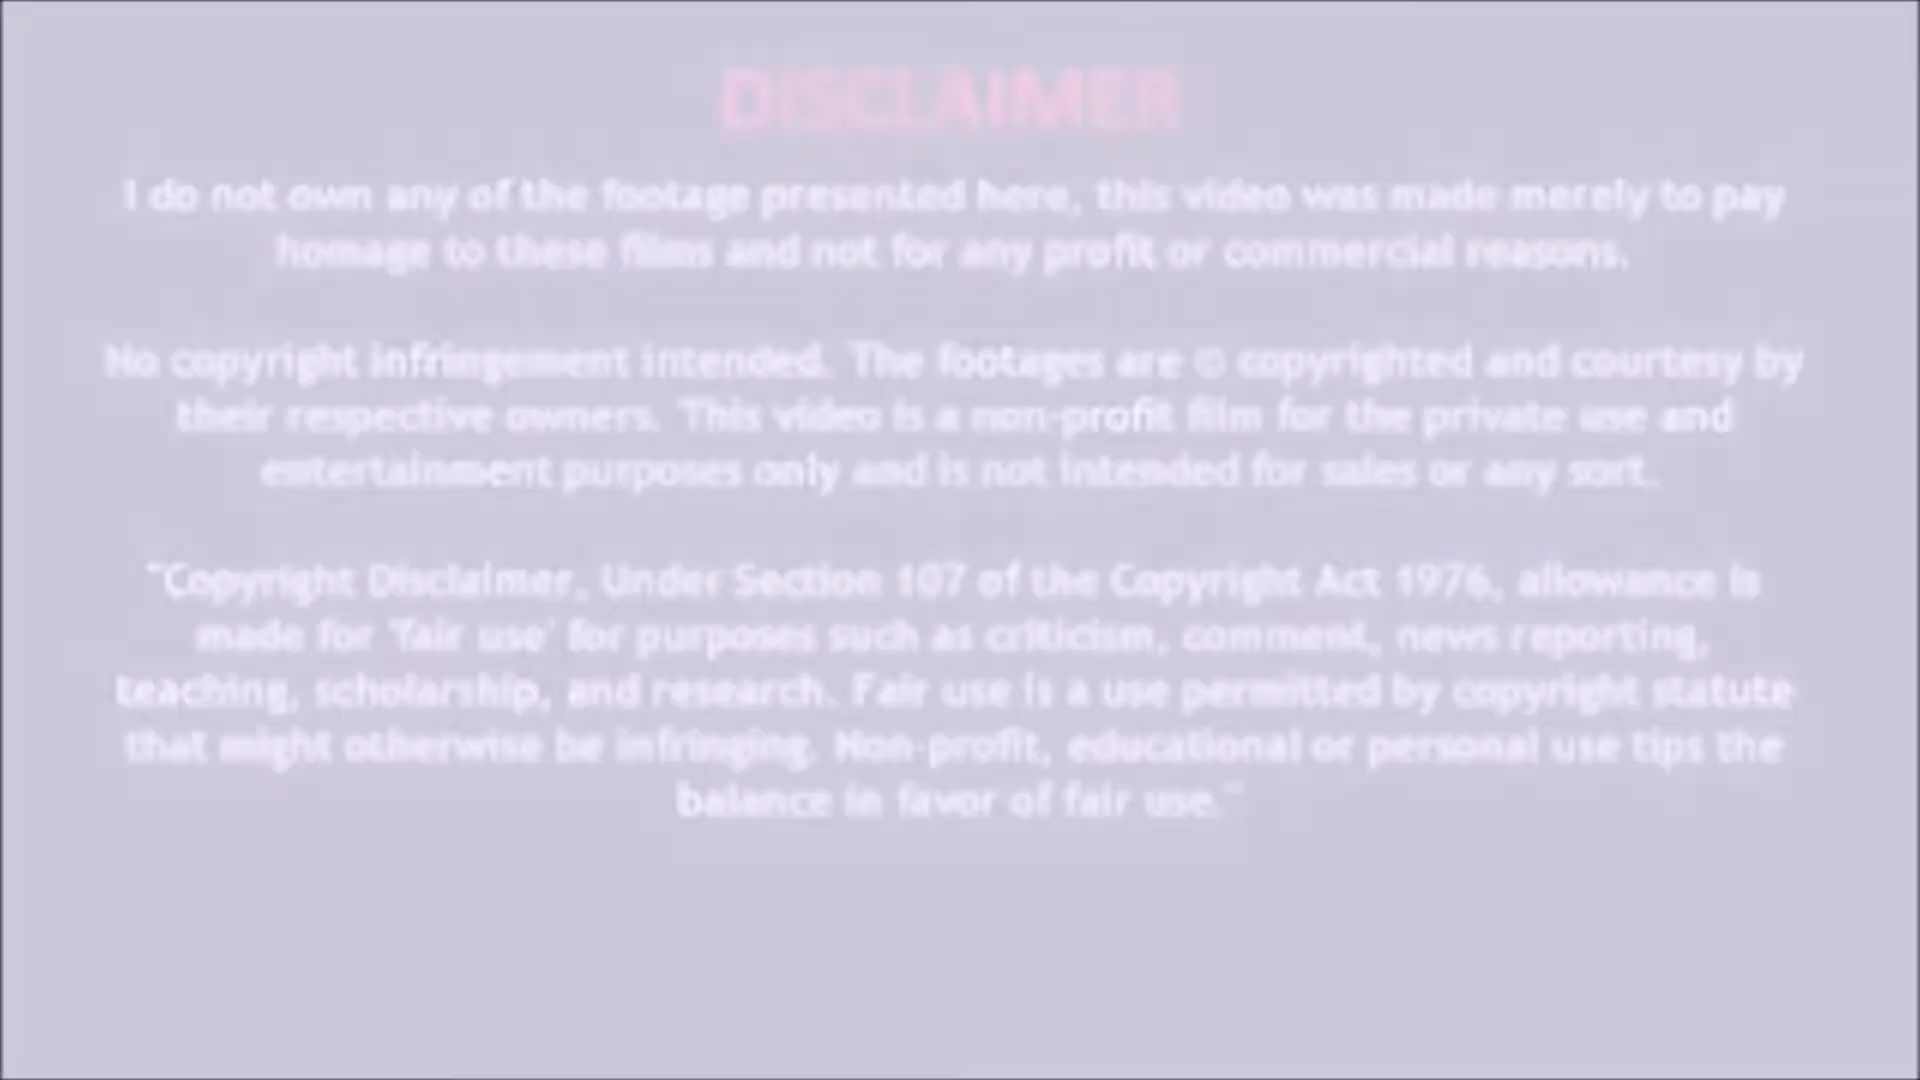 DISCLAIMER
I do not own any of the footage presented here, this video was made merely to pay
homage to these films and not for any profit or commercial reasons.
No copyright infringement intended. The footages are © copyrighted and courtesy by
their respective owners. This video is a non-profit film for the private use and
entertainment purposes only and is not intended for sales or any sort.
"Copyright Disclaimer, Under Section 107 of the Copyright Act 1976, allowance is
made for 'fair use' for purposes such as criticism, comment, news reporting,
teaching, scholarship, and research. Fair use is a use permitted by copyright statute
that might otherwise be infringing. Non-profit, educational or personal use tips the
balance in favor of fair use."